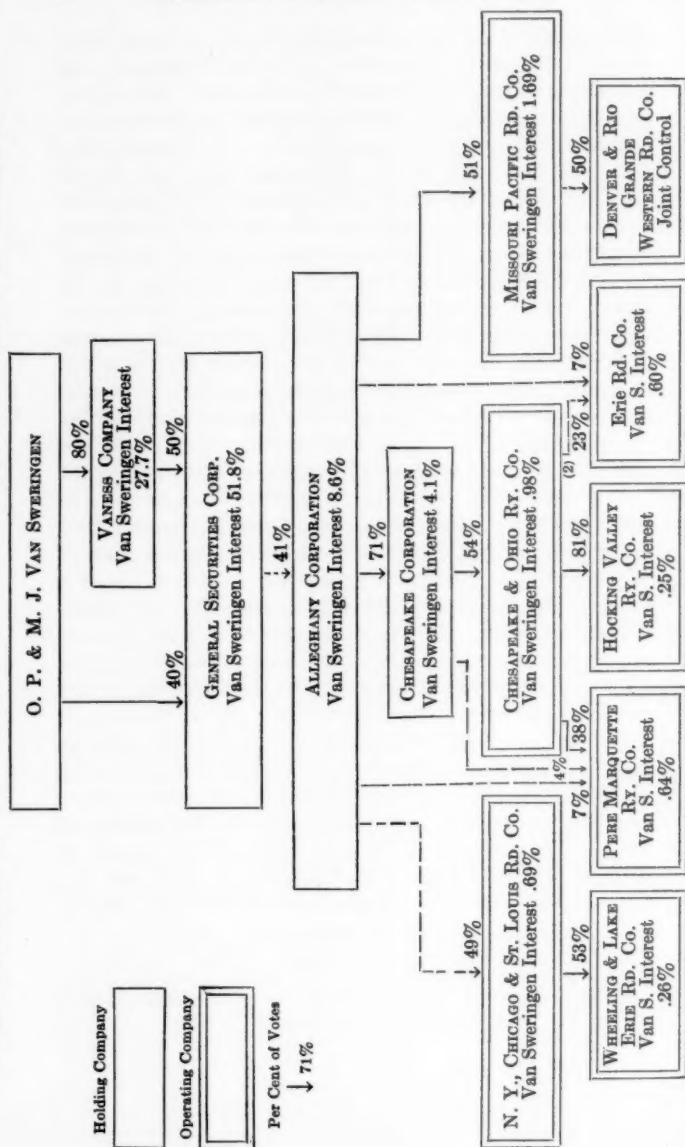 O. P. & M. J. VAN SWERINGEN
80%
VANESS COMPANY
Van Sweringen Interest
27.7%
40%
50%
GENERAL SECURITIES CORP.
Van Sweringen Interest 51.8%
41%
ALLEGHANY CORPORATION
Van Sweringen Interest 8.6%
71%
CHESAPEAKE CORPORATION
Van Sweringen Interest 4.1%
49%
54%
51%
N. Y., CHICAGO & ST. LOUIS RD. CO.
Van Sweringen Interest .69%
CHESAPEAKE & OHIO RY. CO.
Van Sweringen Interest .98%
MISSOURI PACIFIC RD. CO.
Van Sweringen Interest 1.69%
53%
7%
4%
38%
81%
(2)
23%
7%
50%
WHEELING & LAKE
ERIE RD. CO.
Van S. Interest
.26%
PERE MARQUETTE
RY. CO.
Van S. Interest
.64%
HOCKING VALLEY
RY. CO.
Van S. Interest
.25%
Erie Rd. Co.
Van S. Interest
.60%
DENVER & RIO
GRANDE
WESTERN RD. CO.
Joint Control
Holding Company
Operating Company
Per Cent of Votes
71%